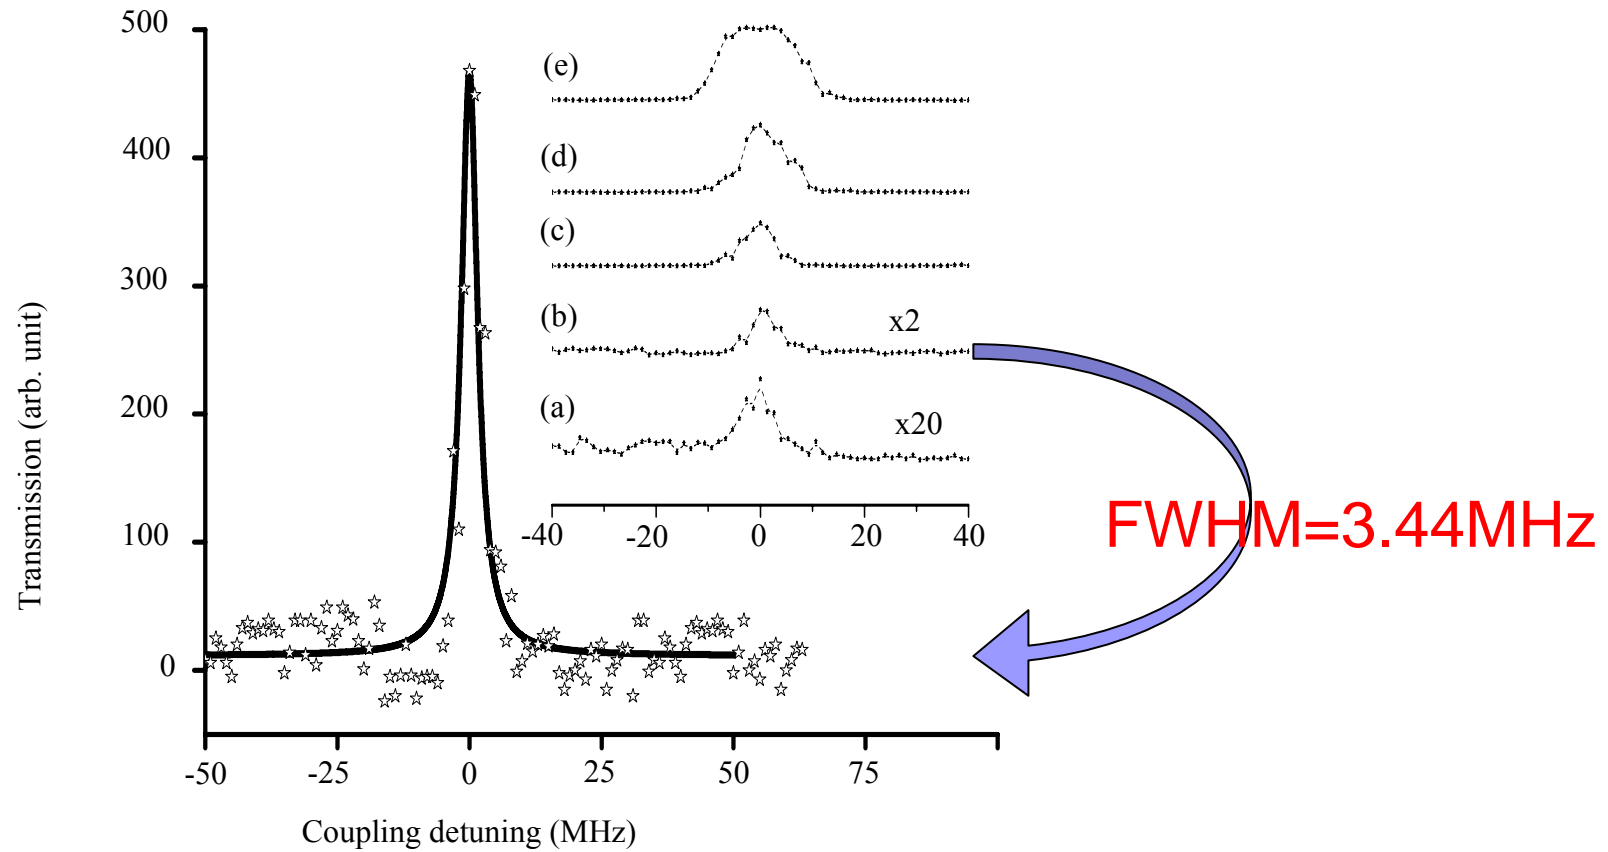 500
400
300
200
100
0
Transmission (arb. unit)
-50 -25 0 25 50 75
Coupling detuning (MHz)
(e)
(d)
(c)
(b) x2
(a) x20
-40 -20 0 20 40
FWHM=3.44MHz